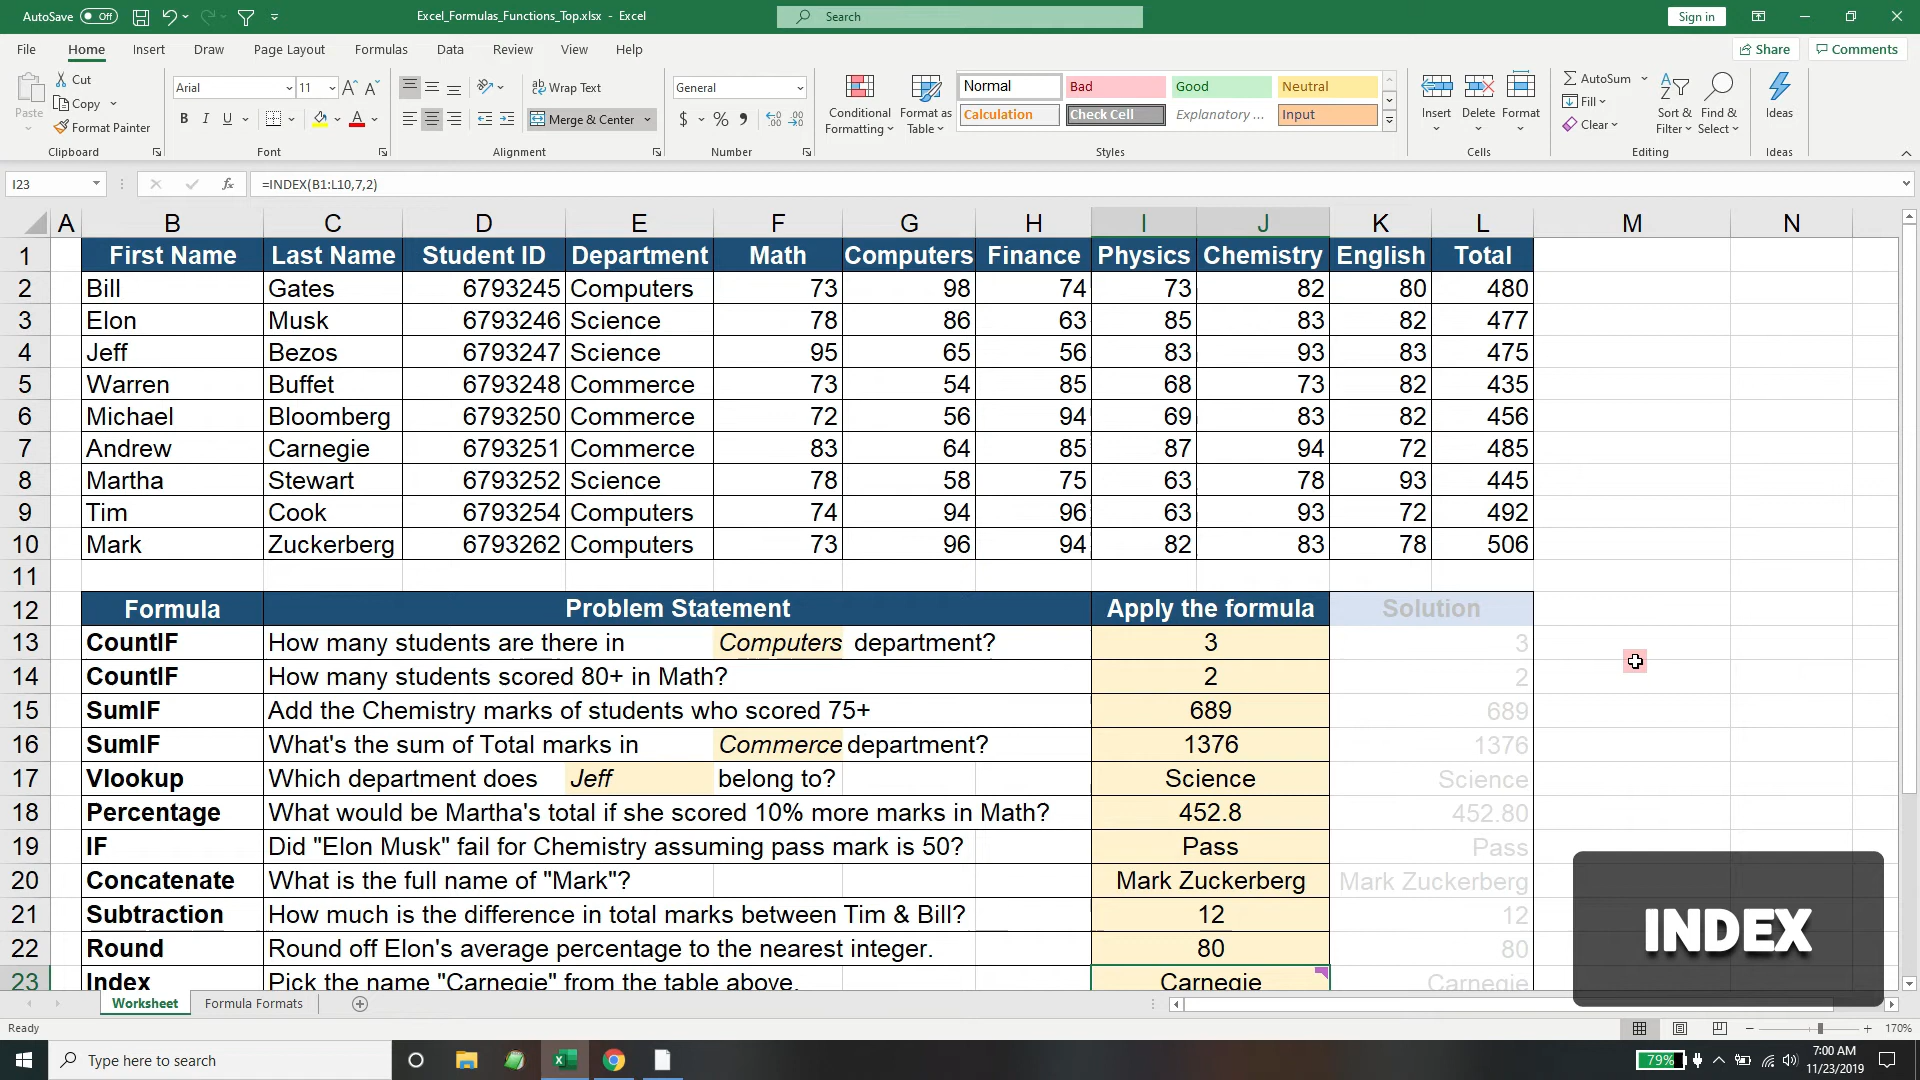 AutoSave Off Excel_Formulas_Functions_Top.xlsx - Excel Search Sign in
File Home Insert Draw Page Layout Formulas Data Review View Help Share Comments
Paste Cut Copy Format Painter Clipboard
Arial 11 A A B I U A Font
Wrap Text Merge & Center Alignment
General $ % Number
Conditional Formatting Format as Table
Normal Bad Good Neutral
Calculation Check Cell Explanatory ... Input
Styles
Insert Delete Format Cells
AutoSum Fill Clear Sort & Filter Find & Select Editing
Ideas Ideas
I23 fx =INDEX(B1:L10,7,2)
A B C D E F G H I J K L M N
1 First Name Last Name Student ID Department Math Computers Finance Physics Chemistry English Total
2 Bill Gates 6793245 Computers 73 98 74 73 82 80 480
3 Elon Musk 6793246 Science 78 86 63 85 83 82 477
4 Jeff Bezos 6793247 Science 95 65 56 83 93 83 475
5 Warren Buffet 6793248 Commerce 73 54 85 68 73 82 435
6 Michael Bloomberg 6793250 Commerce 72 56 94 69 83 82 456
7 Andrew Carnegie 6793251 Commerce 83 64 85 87 94 72 485
8 Martha Stewart 6793252 Science 78 58 75 63 78 93 445
9 Tim Cook 6793254 Computers 74 94 96 63 93 72 492
10 Mark Zuckerberg 6793262 Computers 73 96 94 82 83 78 506
11
12 Formula Problem Statement Apply the formula Solution
13 CountIF How many students are there in Computers department? 3 3
14 CountIF How many students scored 80+ in Math? 2 2
15 SumIF Add the Chemistry marks of students who scored 75+ 689 689
16 SumIF What's the sum of Total marks in Commerce department? 1376 1376
17 Vlookup Which department does Jeff belong to? Science Science
18 Percentage What would be Martha's total if she scored 10% more marks in Math? 452.8 452.80
19 IF Did "Elon Musk" fail for Chemistry assuming pass mark is 50? Pass Pass
20 Concatenate What is the full name of "Mark"? Mark Zuckerberg Mark Zuckerberg
21 Subtraction How much is the difference in total marks between Tim & Bill? 12 12
22 Round Round off Elon's average percentage to the nearest integer. 80 80
23 Index Pick the name "Carnegie" from the table above. Carnegie Carnegie
INDEX
Worksheet Formula Formats
Ready 170%
Type here to search 79% 7:00 AM
11/23/2019